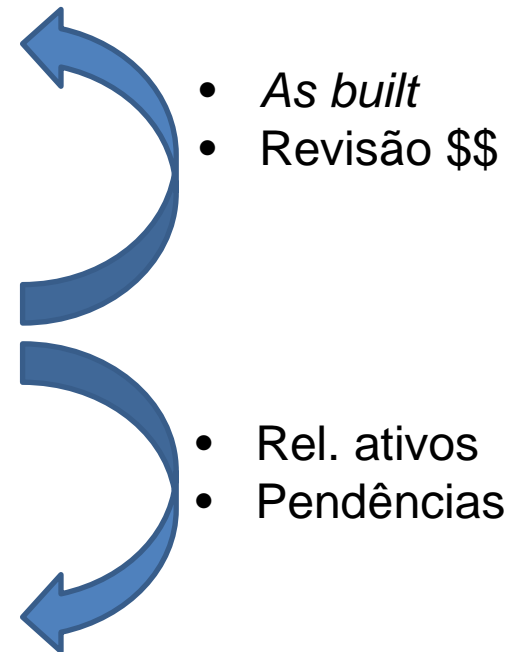 • As built
• Revisão $$
• Rel. ativos
• Pendências